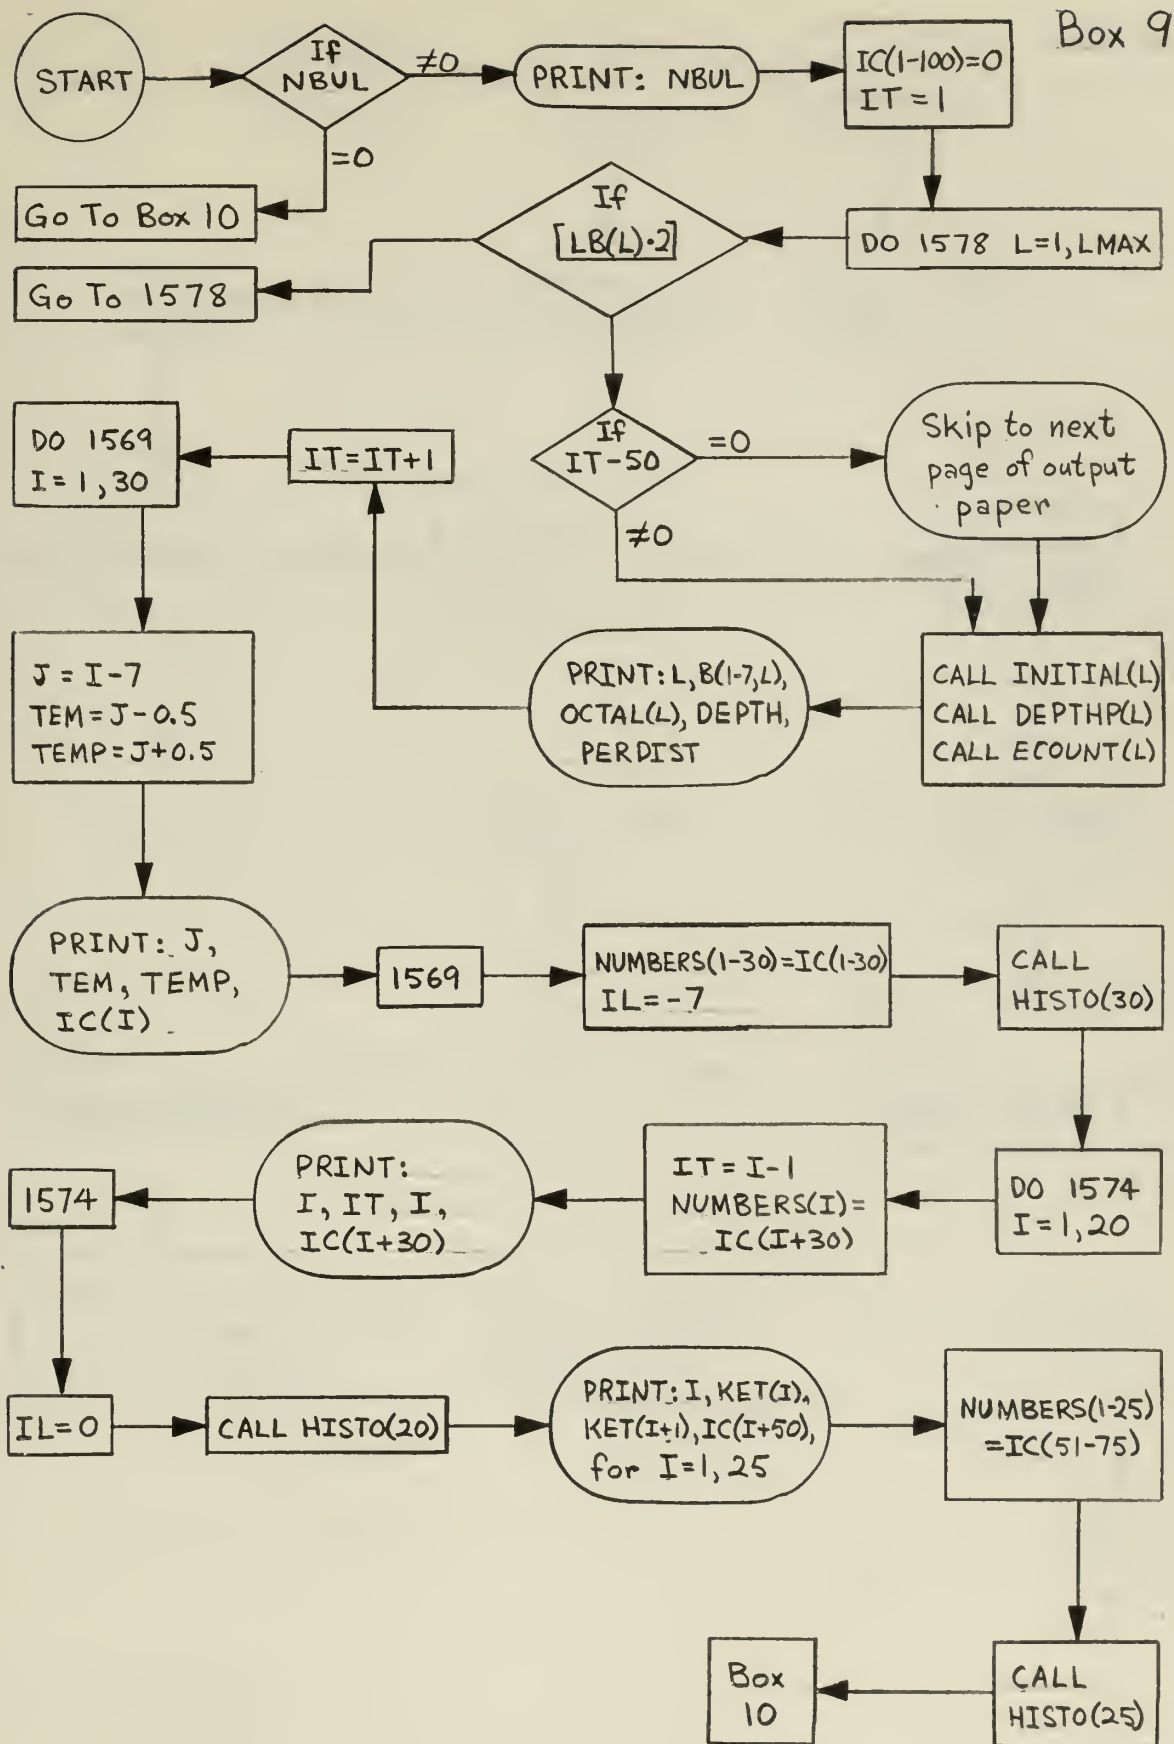 Box 9
START
If
NBUL
≠0
=0
PRINT: NBUL
IC(1-100)=0
IT=1
Go To Box 10
If
[LB(L)·2]
DO 1578 L=1,LMAX
Go To 1578
If
IT-50
=0
≠0
Skip to next
page of output
paper
IT=IT+1
DO 1569
I=1,30
J=I-7
TEM=J-0.5
TEMP=J+0.5
PRINT: L,B(1-7,L),
OCTAL(L), DEPTH,
PERDIST
CALL INITIAL(L)
CALL DEPTHP(L)
CALL ECOUNT(L)
PRINT: J,
TEM, TEMP,
IC(I)
1569
NUMBERS(1-30)=IC(1-30)
IL=-7
CALL
HISTO(30)
1574
PRINT:
I, IT, I,
IC(I+30)
IT=I-1
NUMBERS(I)=
IC(I+30)
DO 1574
I=1,20
IL=0
CALL HISTO(20)
PRINT: I, KET(I),
KET(I+1), IC(I+50),
for I=1,25
NUMBERS(1-25)
=IC(51-75)
Box
10
CALL
HISTO(25)